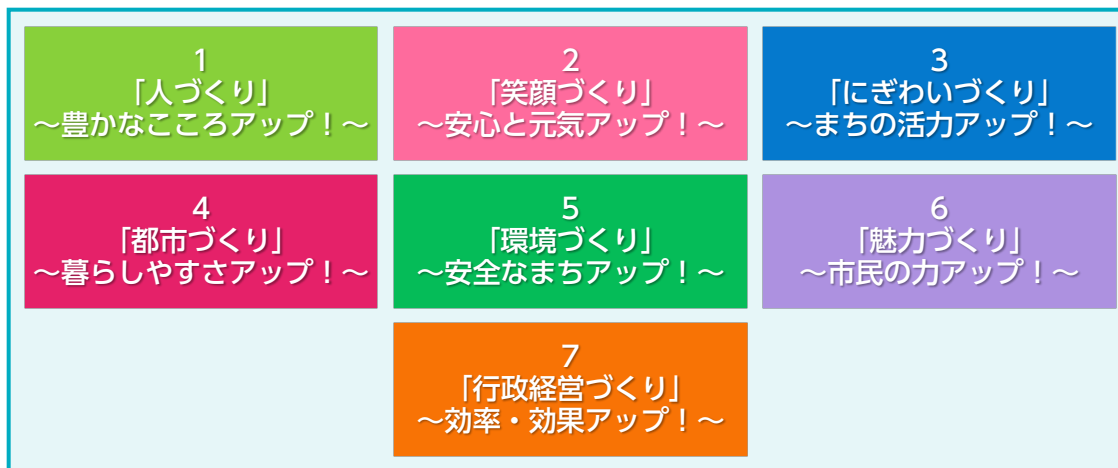 1
「人づくり」
～豊かなこころアップ！～
2
「笑顔づくり」
～安心と元気アップ！～
3
「にぎわいづくり」
～まちの活力アップ！～
4
「都市づくり」
～暮らしやすさアップ！～
5
「環境づくり」
～安全なまちアップ！～
6
「魅力づくり」
～市民の力アップ！～
7
「行政経営づくり」
～効率・効果アップ！～